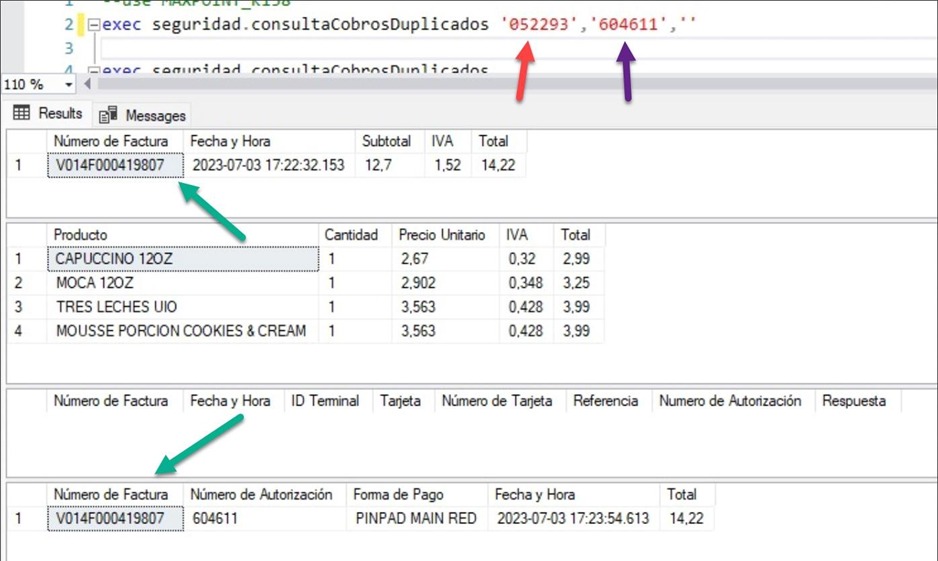 --use MAXPOINT_K158
2 exec seguridad.consultaCobrosDuplicados '052293','604611',''
3
4 exec seguridad.consultaCobrosDuplicados
110 %
Results Messages
Número de Factura Fecha y Hora Subtotal IVA Total
1 V014F000419807 2023-07-03 17:22:32.153 12,7 1,52 14,22
Producto Cantidad Precio Unitario IVA Total
1 CAPUCCINO 12OZ 1 2,67 0,32 2,99
2 MOCA 12OZ 1 2,902 0,348 3,25
3 TRES LECHES UIO 1 3,563 0,428 3,99
4 MOUSSE PORCION COOKIES & CREAM 1 3,563 0,428 3,99
Número de Factura Fecha y Hora ID Terminal Tarjeta Número de Tarjeta Referencia Numero de Autorización Respuesta
Número de Factura Número de Autorización Forma de Pago Fecha y Hora Total
1 V014F000419807 604611 PINPAD MAIN RED 2023-07-03 17:23:54.613 14,22